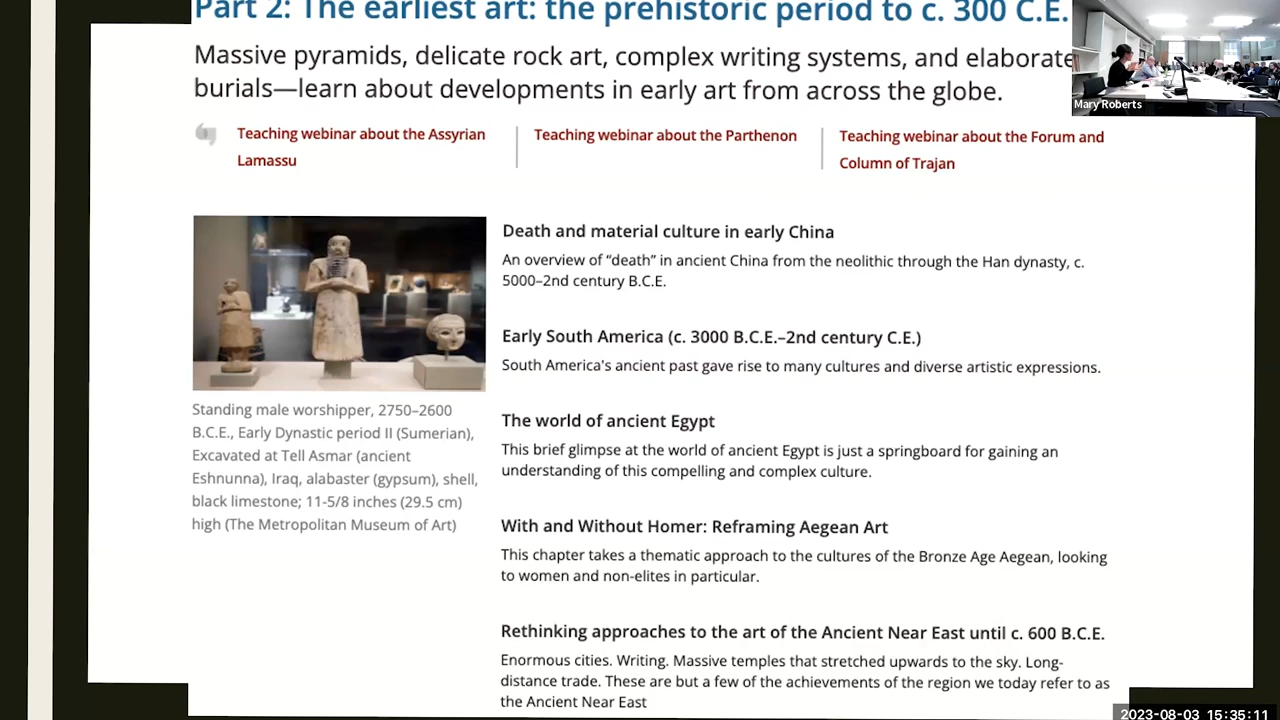 Part 2: The earliest art: the prehistoric period to c. 300 C.E.
Massive pyramids, delicate rock art, complex writing systems, and elaborate
burials—learn about developments in early art from across the globe.
Mary Roberts
Teaching webinar about the Assyrian
Lamassu
Teaching webinar about the Parthenon
Teaching webinar about the Forum and
Column of Trajan
Standing male worshipper, 2750–2600
B.C.E., Early Dynastic period II (Sumerian),
Excavated at Tell Asmar (ancient
Eshnunna), Iraq, alabaster (gypsum), shell,
black limestone; 11-5/8 inches (29.5 cm)
high (The Metropolitan Museum of Art)
Death and material culture in early China
An overview of “death” in ancient China from the neolithic through the Han dynasty, c.
5000–2nd century B.C.E.
Early South America (c. 3000 B.C.E.–2nd century C.E.)
South America's ancient past gave rise to many cultures and diverse artistic expressions.
The world of ancient Egypt
This brief glimpse at the world of ancient Egypt is just a springboard for gaining an
understanding of this compelling and complex culture.
With and Without Homer: Reframing Aegean Art
This chapter takes a thematic approach to the cultures of the Bronze Age Aegean, looking
to women and non-elites in particular.
Rethinking approaches to the art of the Ancient Near East until c. 600 B.C.E.
Enormous cities. Writing. Massive temples that stretched upwards to the sky. Long-
distance trade. These are but a few of the achievements of the region we today refer to as
the Ancient Near East
2023-08-03 15:35:11